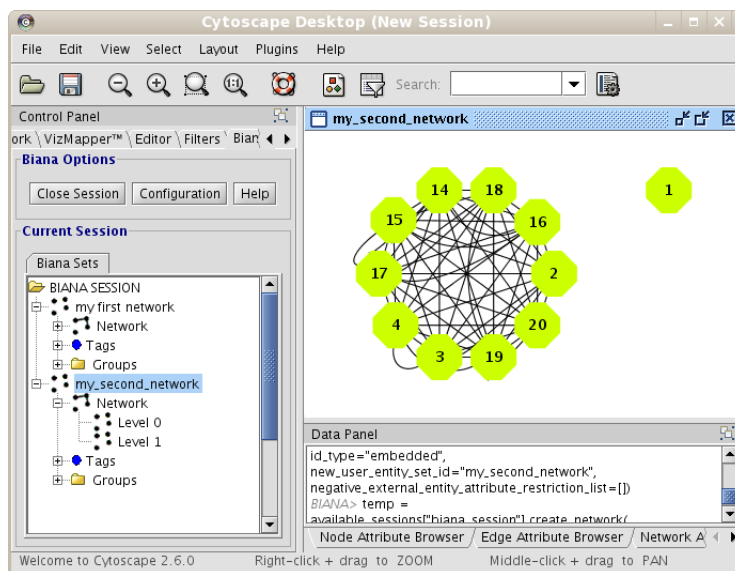 Cytoscape Desktop (New Session)
File Edit View Select Layout Plugins Help
1:1 Search:
Control Panel
ork VizMapper™ Editor Filters Bian
Biana Options
Close Session Configuration Help
Current Session
Biana Sets
BIANA SESSION
my first network
Network
Tags
Groups
my_second_network
Network
Level 0
Level 1
Tags
Groups
my_second_network
14 18 1
15 16
17 2
4 20
3 19
Data Panel
id_type="embedded",
new_user_entity_set_id="my_second_network",
negative_external_entity_attribute_restriction_list=[])
BIANA> temp =
available_sessions["biana_session"].create_network(
Node Attribute Browser Edge Attribute Browser Network A
Welcome to Cytoscape 2.6.0 Right-click + drag to ZOOM Middle-click + drag to PAN